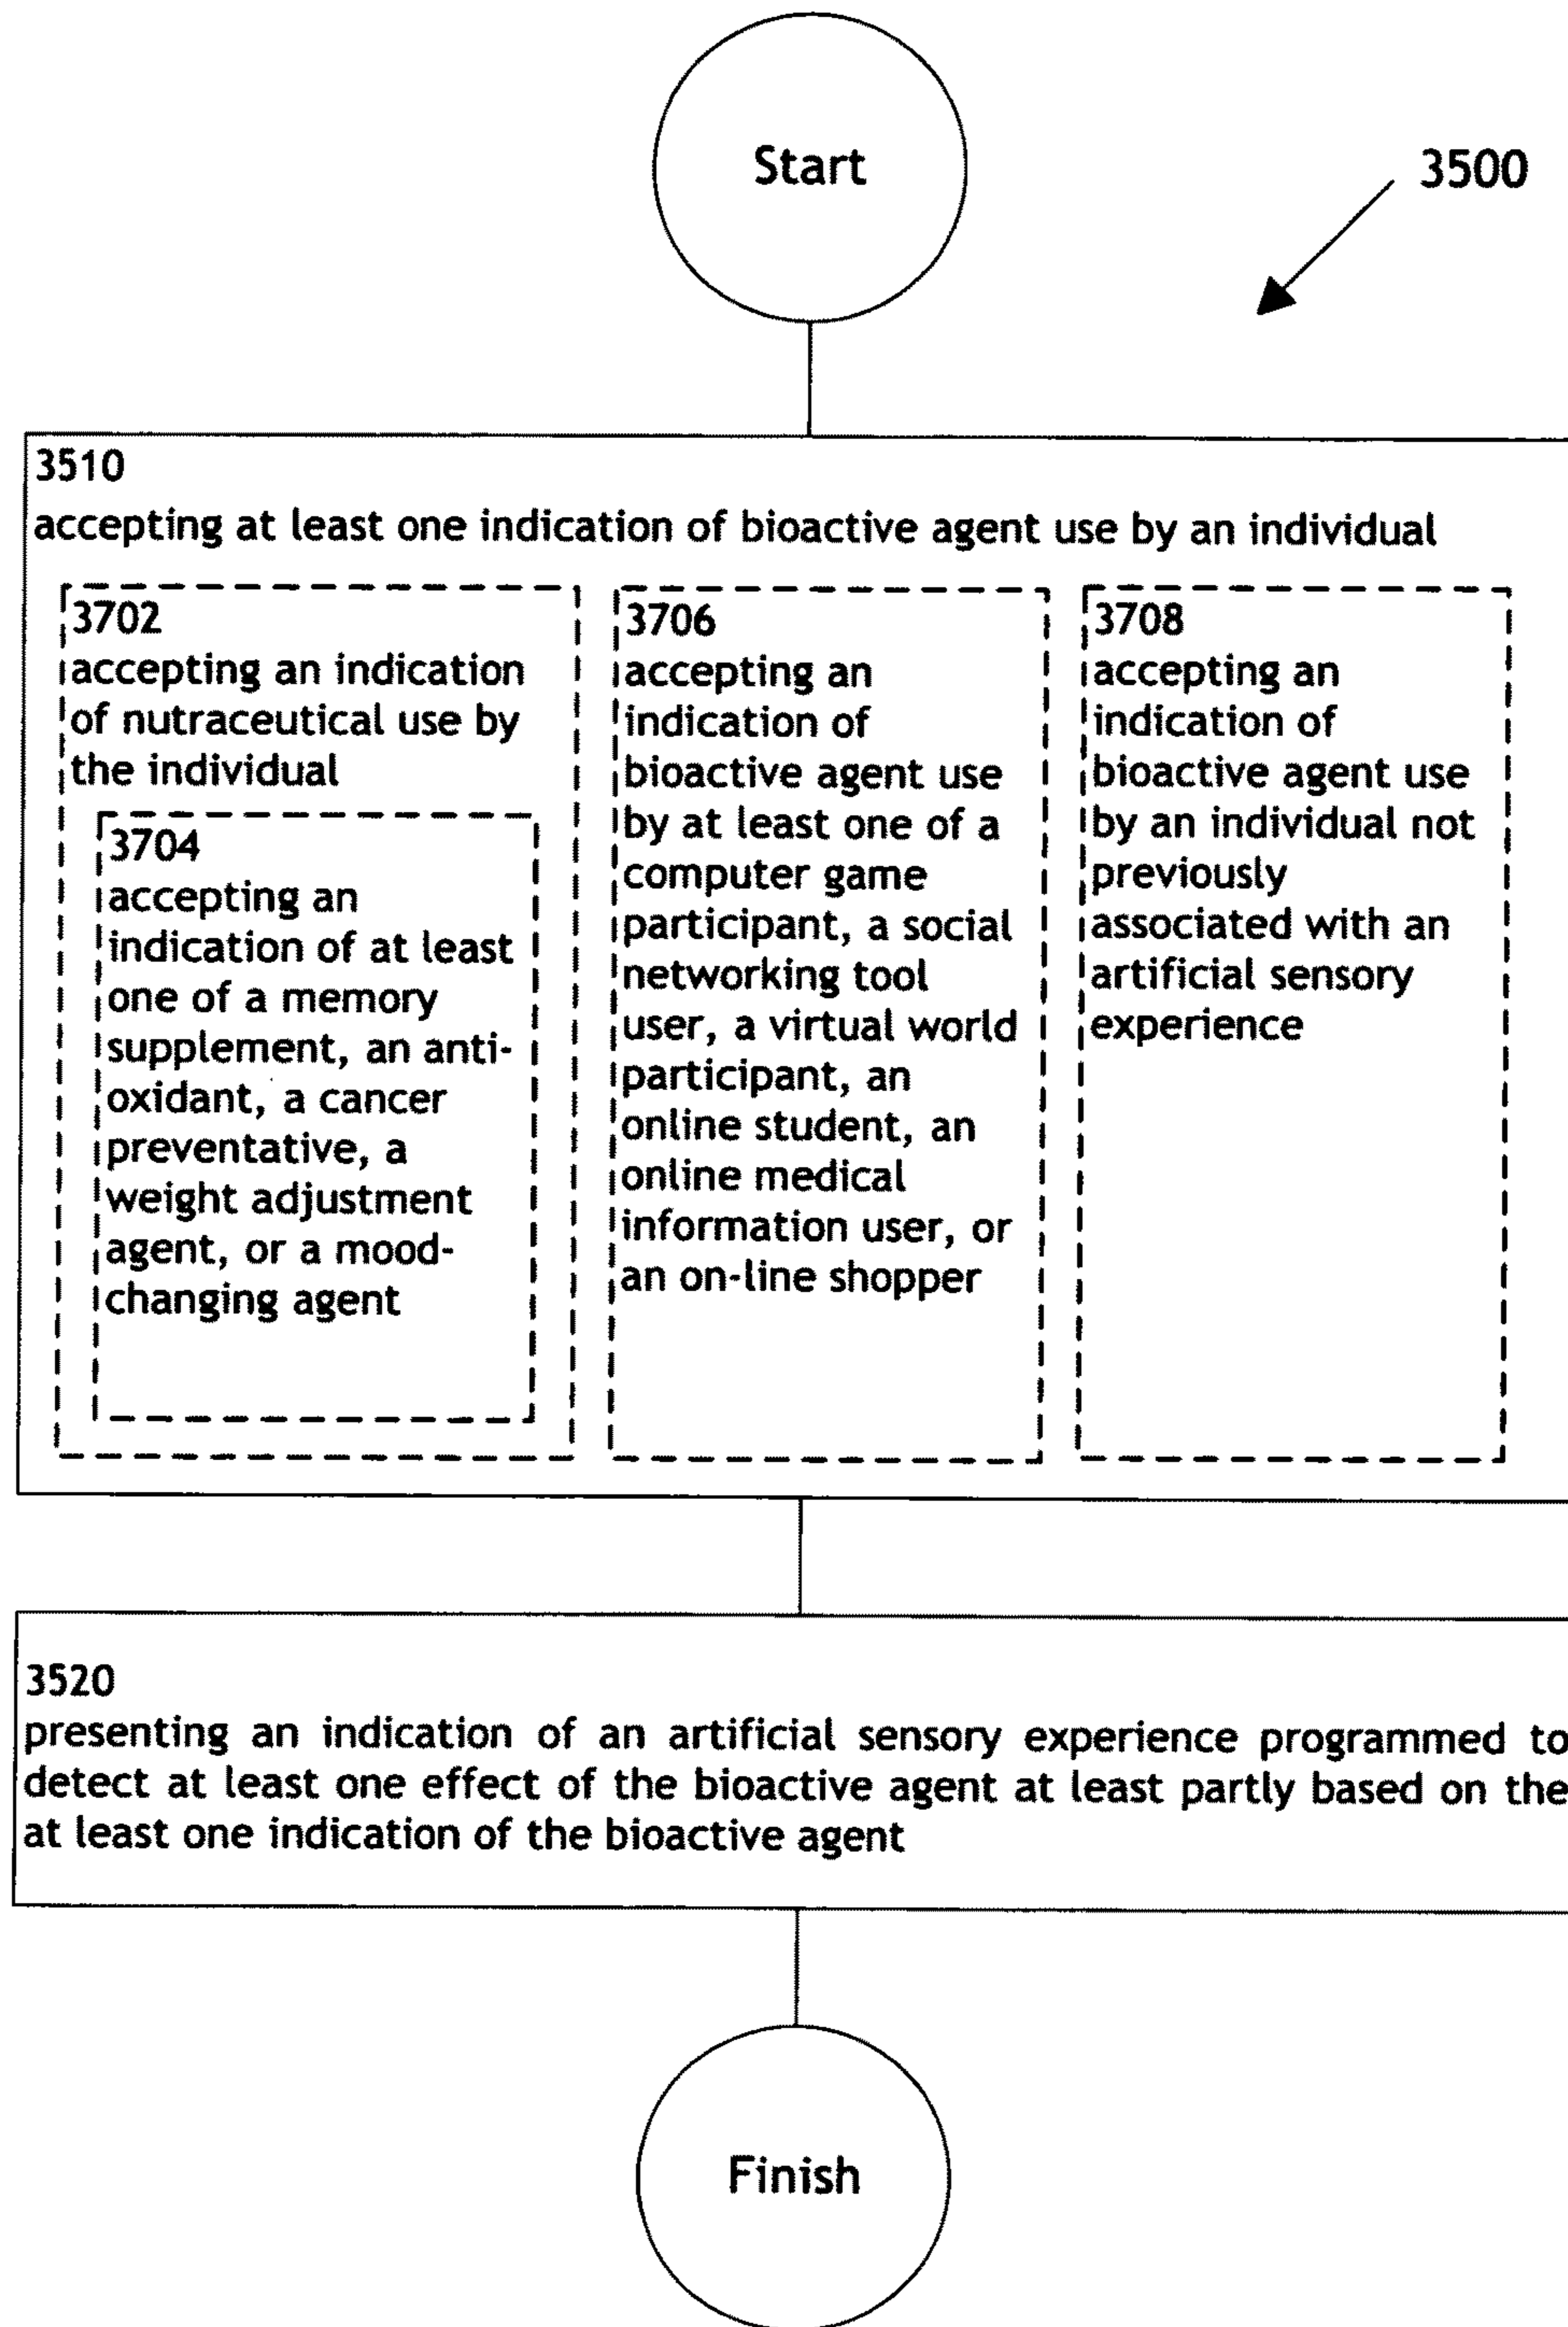 Start
3500
3510
accepting at least one indication of bioactive agent use by an individual
3702
accepting an indication
of nutraceutical use by
the individual
3704
accepting an
indication of at least
one of a memory
supplement, an anti-
oxidant, a cancer
preventative, a
weight adjustment
agent, or a mood-
changing agent
3706
accepting an
indication of
bioactive agent use
by at least one of a
computer game
participant, a social
networking tool
user, a virtual world
participant, an
online student, an
online medical
information user, or
an on-line shopper
3708
accepting an
indication of
bioactive agent use
by an individual not
previously
associated with an
artificial sensory
experience
3520
presenting an indication of an artificial sensory experience programmed to
detect at least one effect of the bioactive agent at least partly based on the
at least one indication of the bioactive agent
Finish